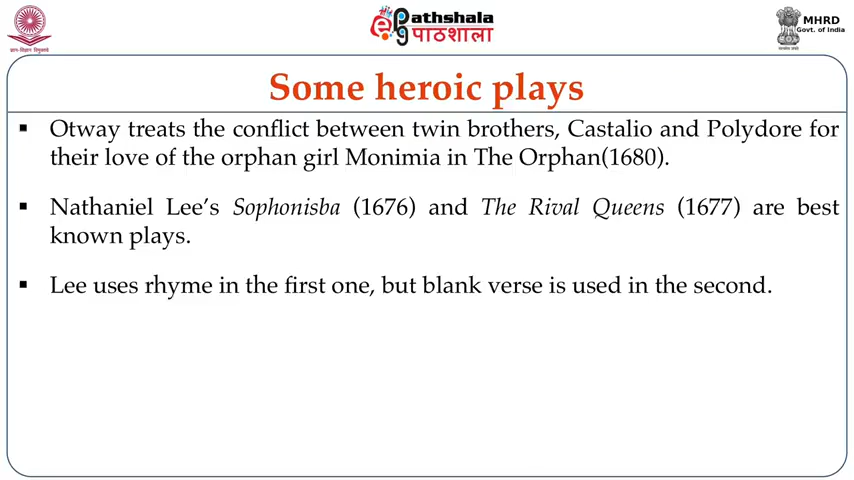 ePathshala
पाठशाला
MHRD
Govt. of India
Some heroic plays
▪ Otway treats the conflict between twin brothers, Castalio and Polydore for
their love of the orphan girl Monimia in The Orphan(1680).
▪ Nathaniel Lee’s Sophonisba (1676) and The Rival Queens (1677) are best
known plays.
▪ Lee uses rhyme in the first one, but blank verse is used in the second.